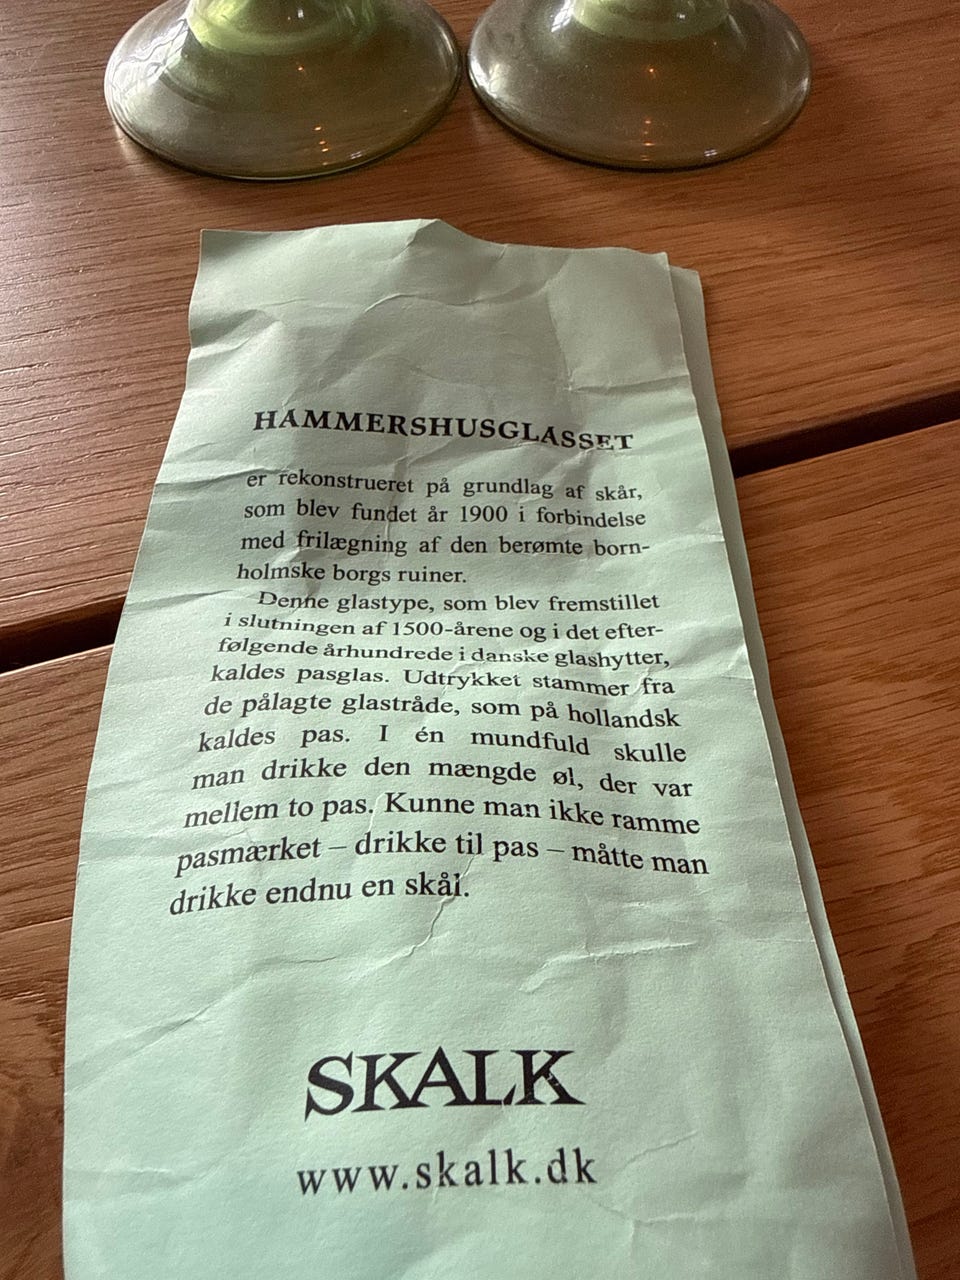 HAMMERSHUSGLASSET
er rekonstrueret på grundlag af skår,
som blev fundet år 1900 i forbindelse
med frilægning af den berømte born-
holmske borgs ruiner.
Denne glastype, som blev fremstillet
i slutningen af 1500-årene og i det efter-
følgende århundrede i danske glashytter,
kaldes pasglas. Udtrykket stammer fra
de pålagte glastråde, som på hollandsk
kaldes pas. I én mundfuld skulle
man drikke den mængde øl, der var
mellem to pas. Kunne man ikke ramme
pasmærket – drikke til pas – måtte man
drikke endnu en skål.
SKALK
www.skalk.dk